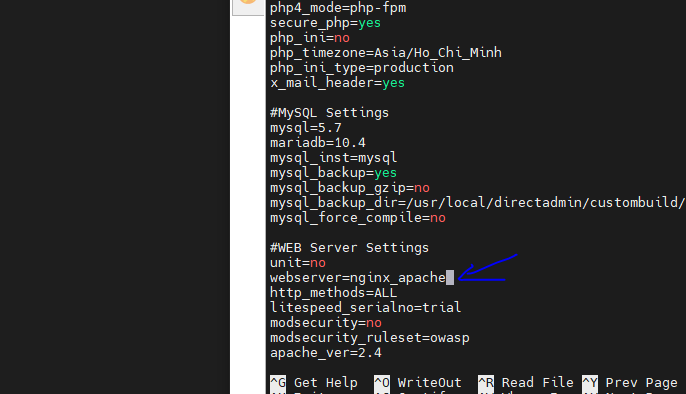 php4_mode=php-fpm
secure_php=yes
php_ini=no
php_timezone=Asia/Ho_Chi_Minh
php_ini_type=production
x_mail_header=yes
#MySQL Settings
mysql=5.7
mariadb=10.4
mysql_inst=mysql
mysql_backup=yes
mysql_backup_gzip=no
mysql_backup_dir=/usr/local/directadmin/custombuild/
mysql_force_compile=no
#WEB Server Settings
unit=no
webserver=nginx_apache
http_methods=ALL
litespeed_serialno=trial
modsecurity=no
modsecurity_ruleset=owasp
apache_ver=2.4
^G Get Help ^O WriteOut ^R Read File ^Y Prev Page